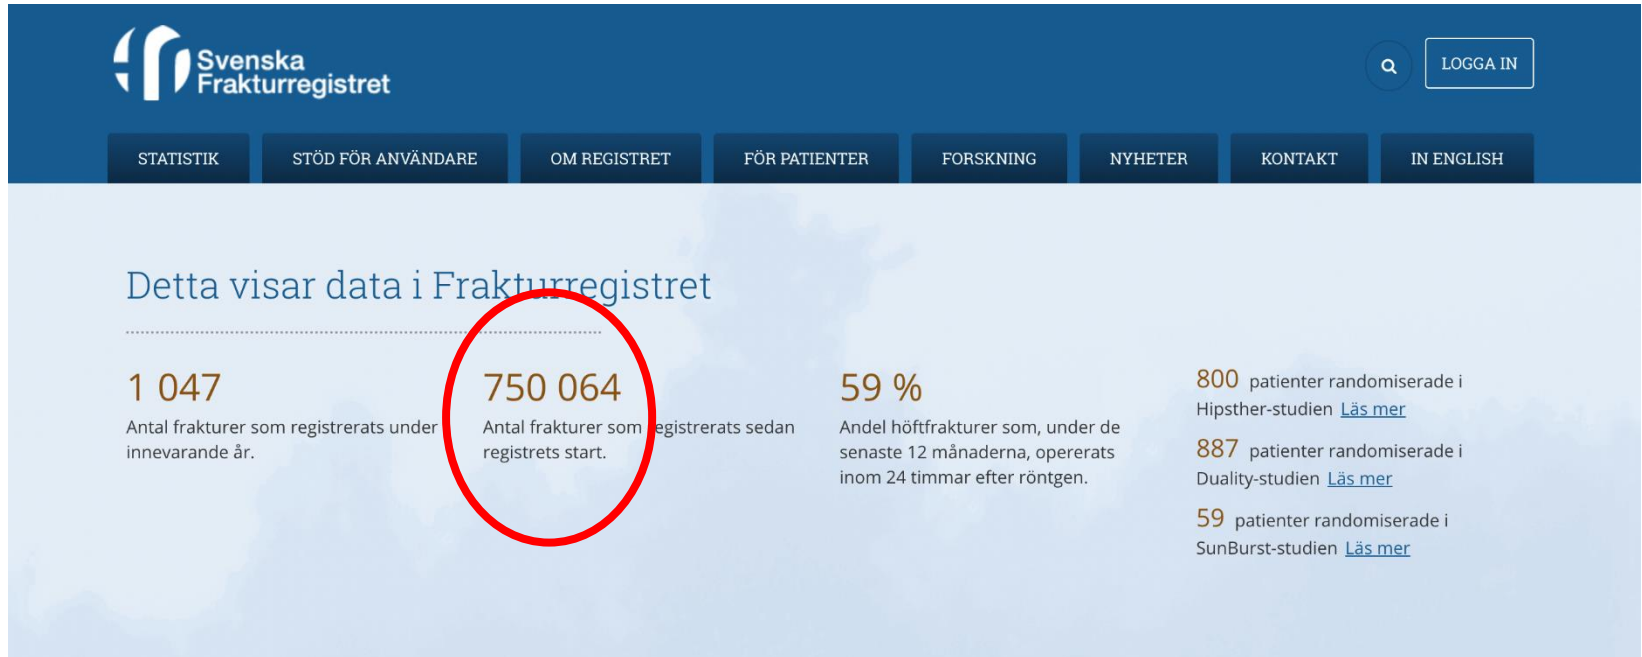 Svenska
Frakturregistret
LOGGA IN
STATISTIK
STÖD FÖR ANVÄNDARE
OM REGISTRET
FÖR PATIENTER
FORSKNING
NYHETER
KONTAKT
IN ENGLISH
Detta visar data i Frakturregistret
1 047
Antal frakturer som registrerats under
innevarande år.
750 064
Antal frakturer som registrerats sedan
registrets start.
59 %
Andel höftfrakturer som, under de
senaste 12 månaderna, opererats
inom 24 timmar efter röntgen.
800 patienter randomiserade i
Hipsther-studien Läs mer
887 patienter randomiserade i
Duality-studien Läs mer
59 patienter randomiserade i
SunBurst-studien Läs mer